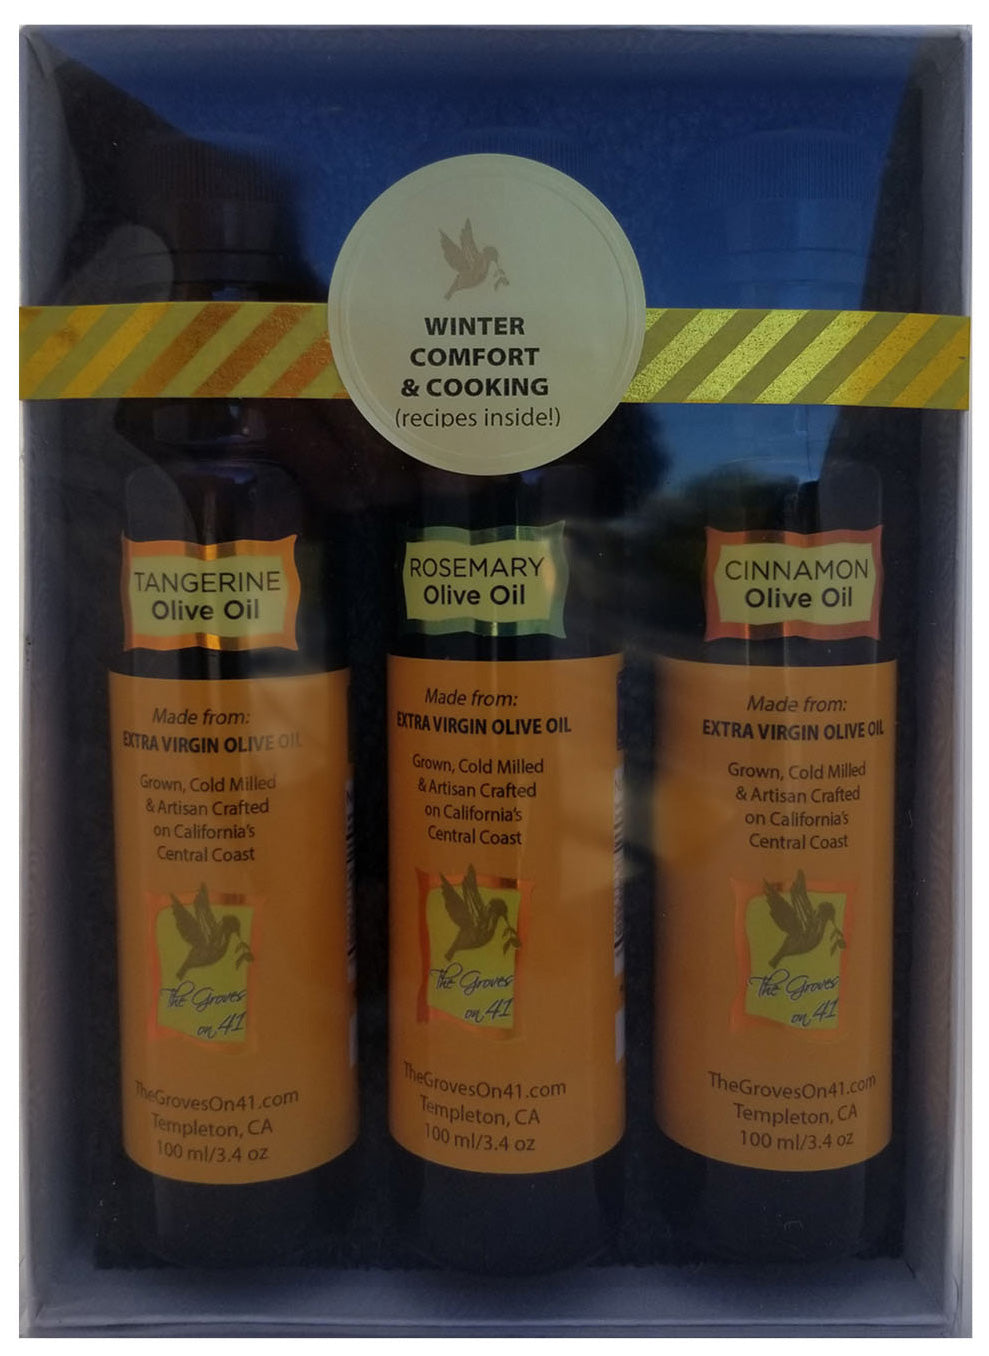 WINTER
COMFORT
& COOKING
(recipes inside!)
TANGERINE
Olive Oil
Made from:
EXTRA VIRGIN OLIVE OIL
Grown, Cold Milled
& Artisan Crafted
on California's
Central Coast
The Groves
on 41
TheGrovesOn41.com
Templeton, CA
100 ml/3.4 oz
ROSEMARY
Olive Oil
Made from:
EXTRA VIRGIN OLIVE OIL
Grown, Cold Milled
& Artisan Crafted
on California's
Central Coast
The Groves
on 41
TheGrovesOn41.com
Templeton, CA
100 ml/3.4 oz
CINNAMON
Olive Oil
Made from:
EXTRA VIRGIN OLIVE OIL
Grown, Cold Milled
& Artisan Crafted
on California's
Central Coast
The Groves
on 41
TheGrovesOn41.com
Templeton, CA
100 ml/3.4 oz